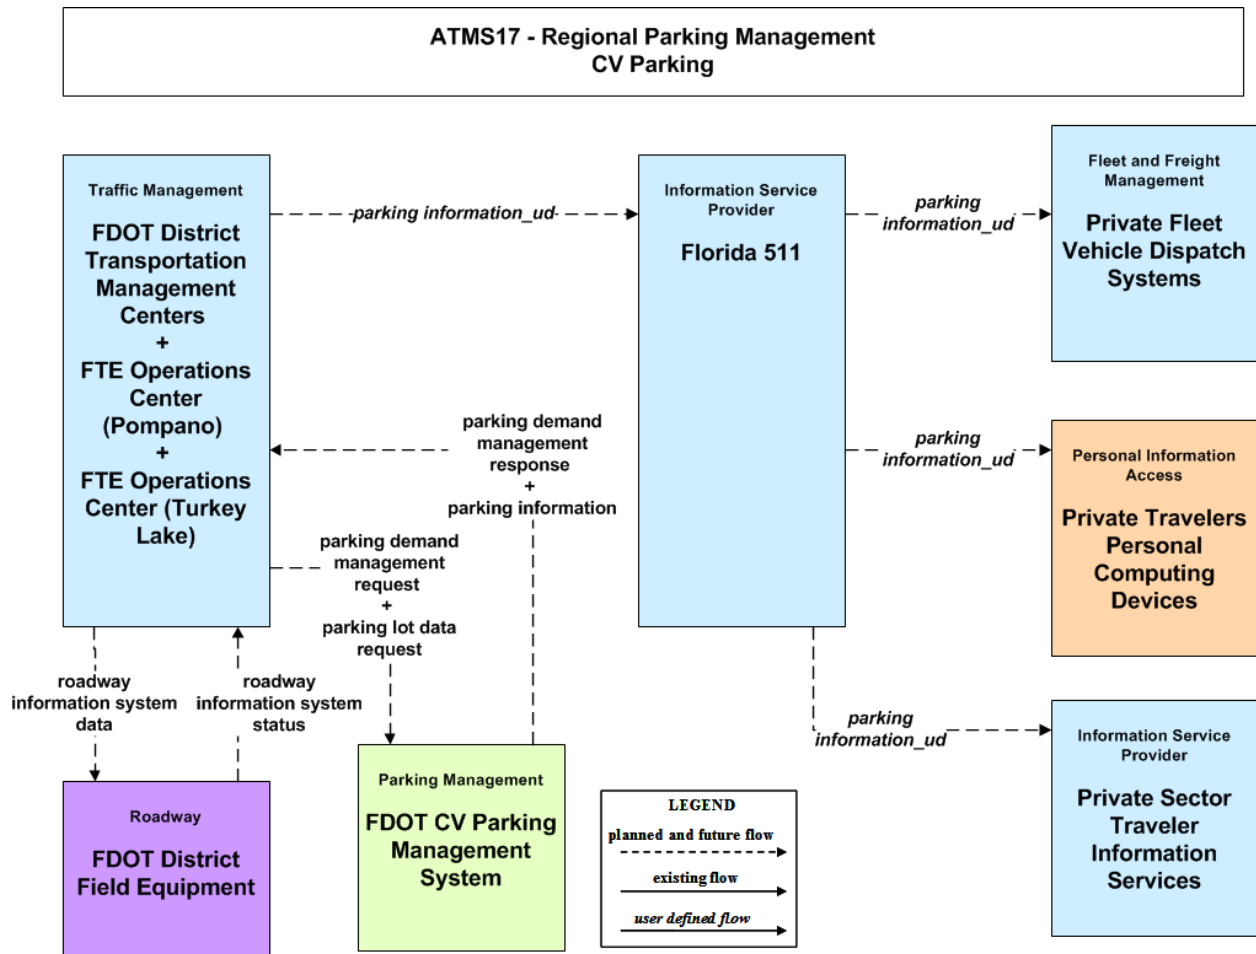 ATMS17 - Regional Parking Management
CV Parking
Traffic Management
FDOT District
Transportation
Management
Centers
+
FTE Operations
Center
(Pompano)
+
FTE Operations
Center (Turkey
Lake)
parking information_ud
Information Service
Provider
Florida 511
parking
information_ud
Fleet and Freight
Management
Private Fleet
Vehicle Dispatch
Systems
parking demand
management
response
+
parking information
parking
information_ud
Personal Information
Access
Private Travelers
Personal
Computing
Devices
parking demand
management
request
+
parking lot data
request
roadway
information system
data
roadway
information system
status
parking
information_ud
Information Service
Provider
Private Sector
Traveler
Information
Services
Roadway
FDOT District
Field Equipment
Parking Management
FDOT CV Parking
Management
System
LEGEND
planned and future flow
existing flow
user defined flow